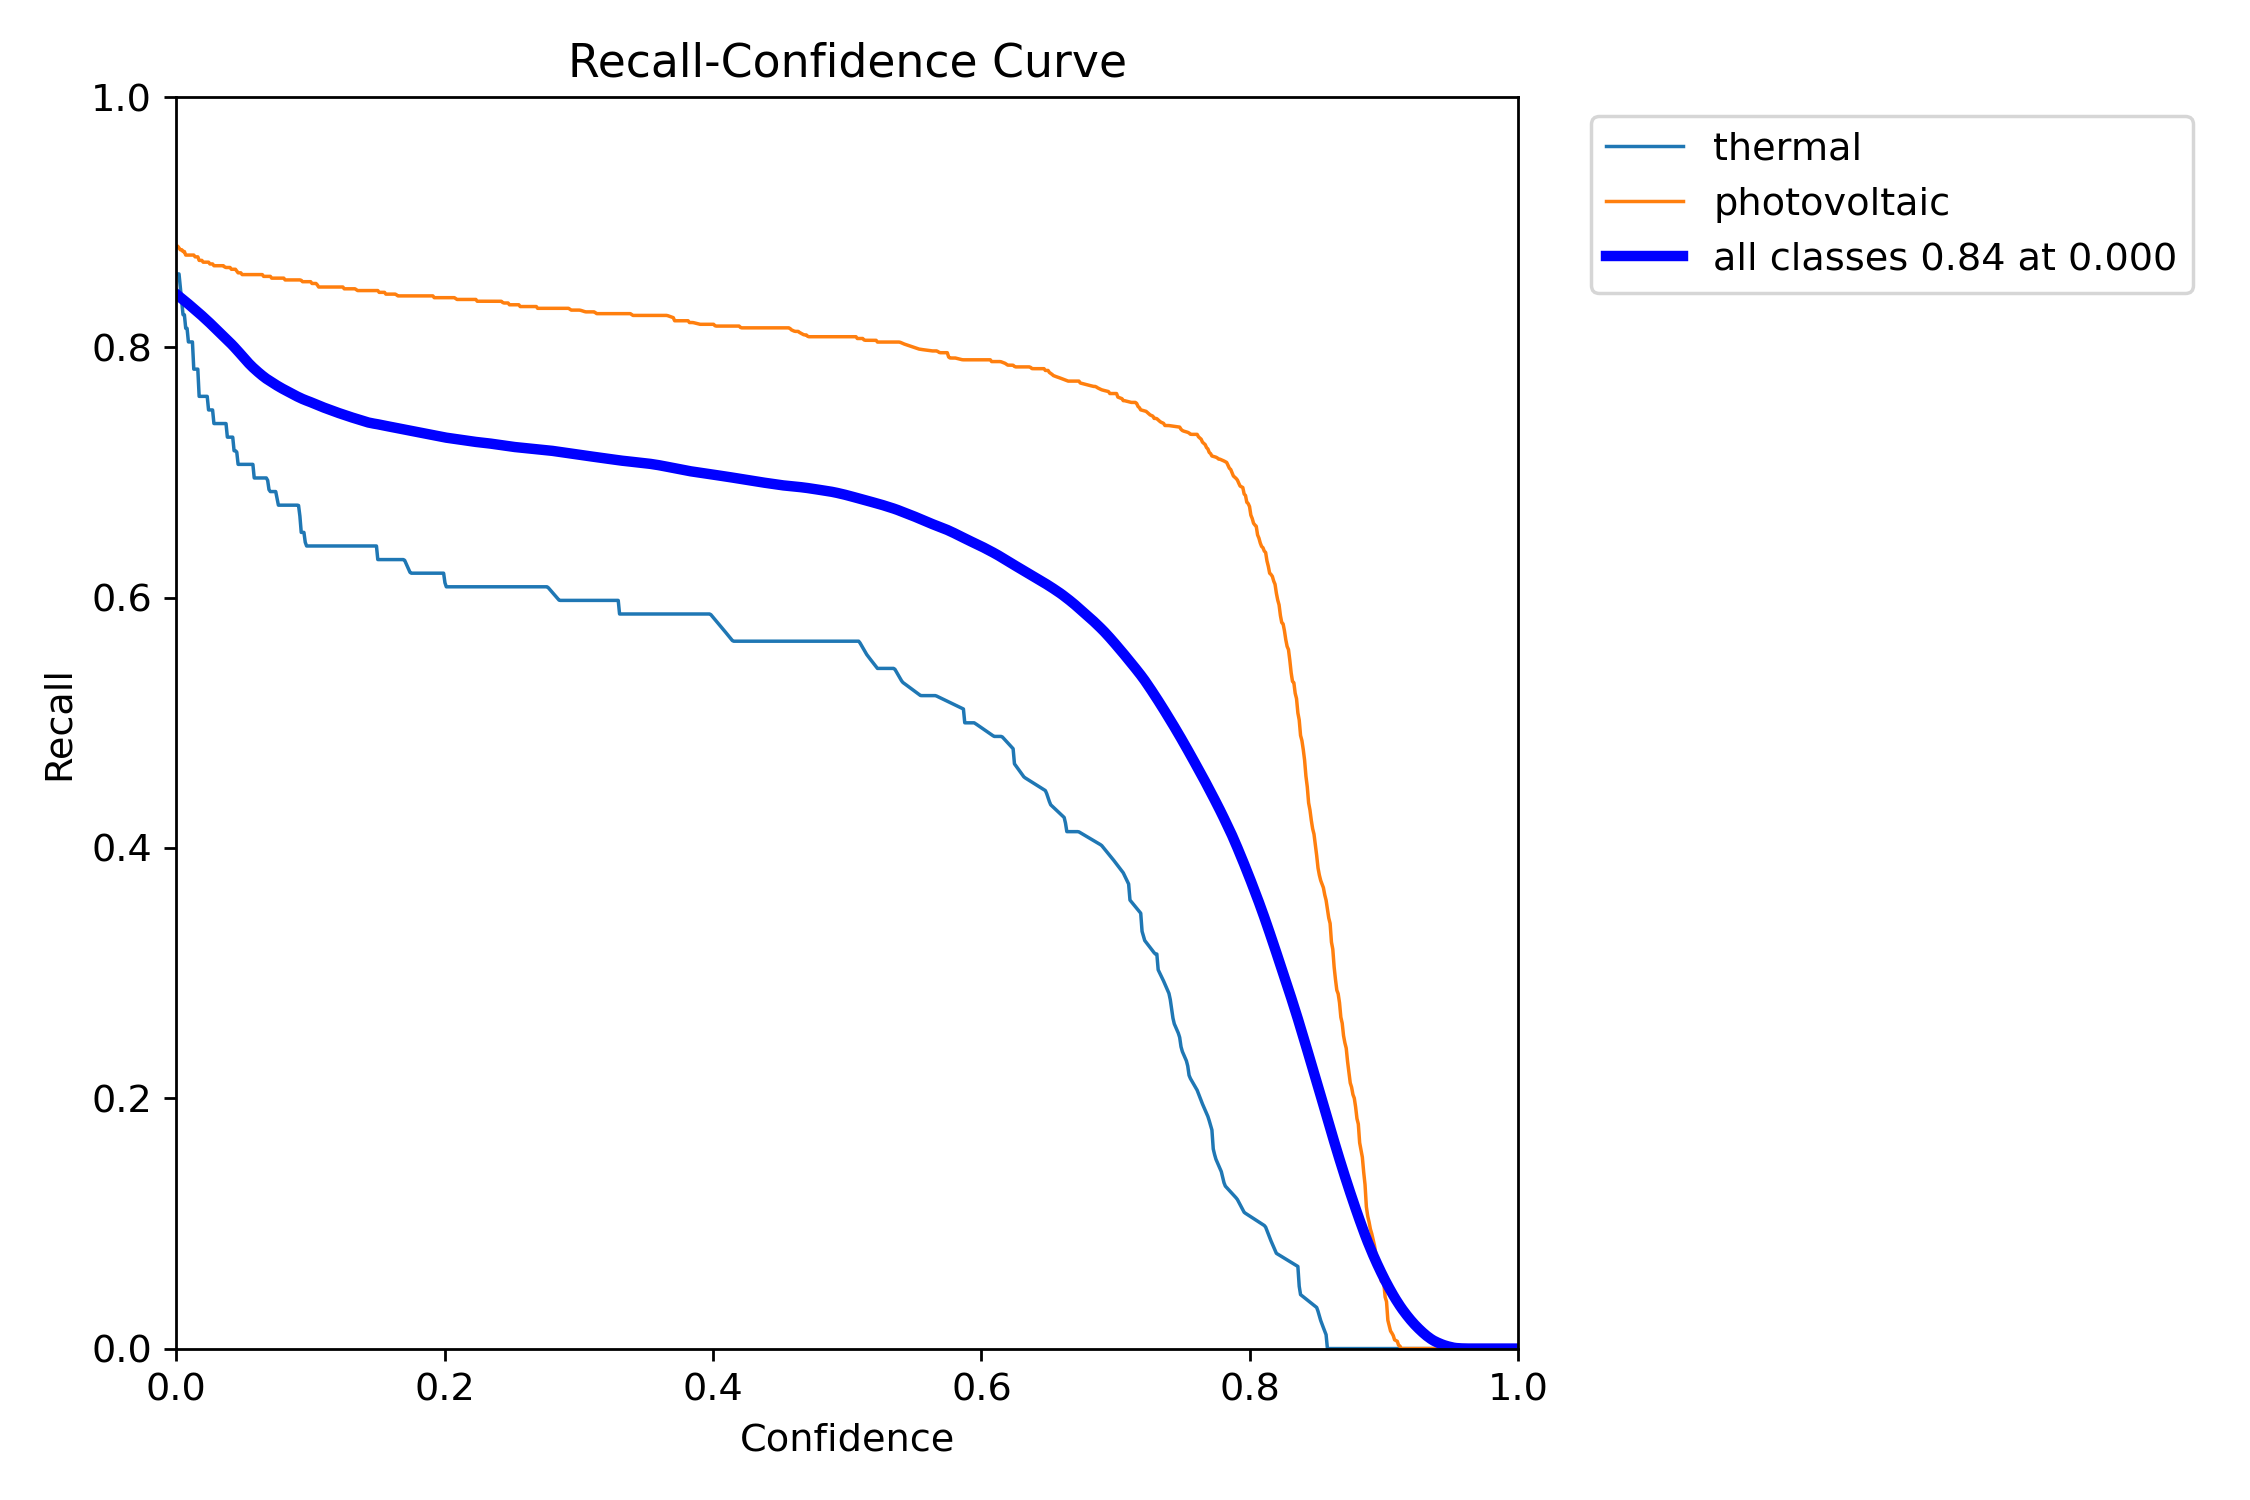 Recall-Confidence Curve
1.0
0.8
0.6
0.4
0.2
0.0
Recall
0.0 0.2 0.4 0.6 0.8 1.0
Confidence
thermal
photovoltaic
all classes 0.84 at 0.000